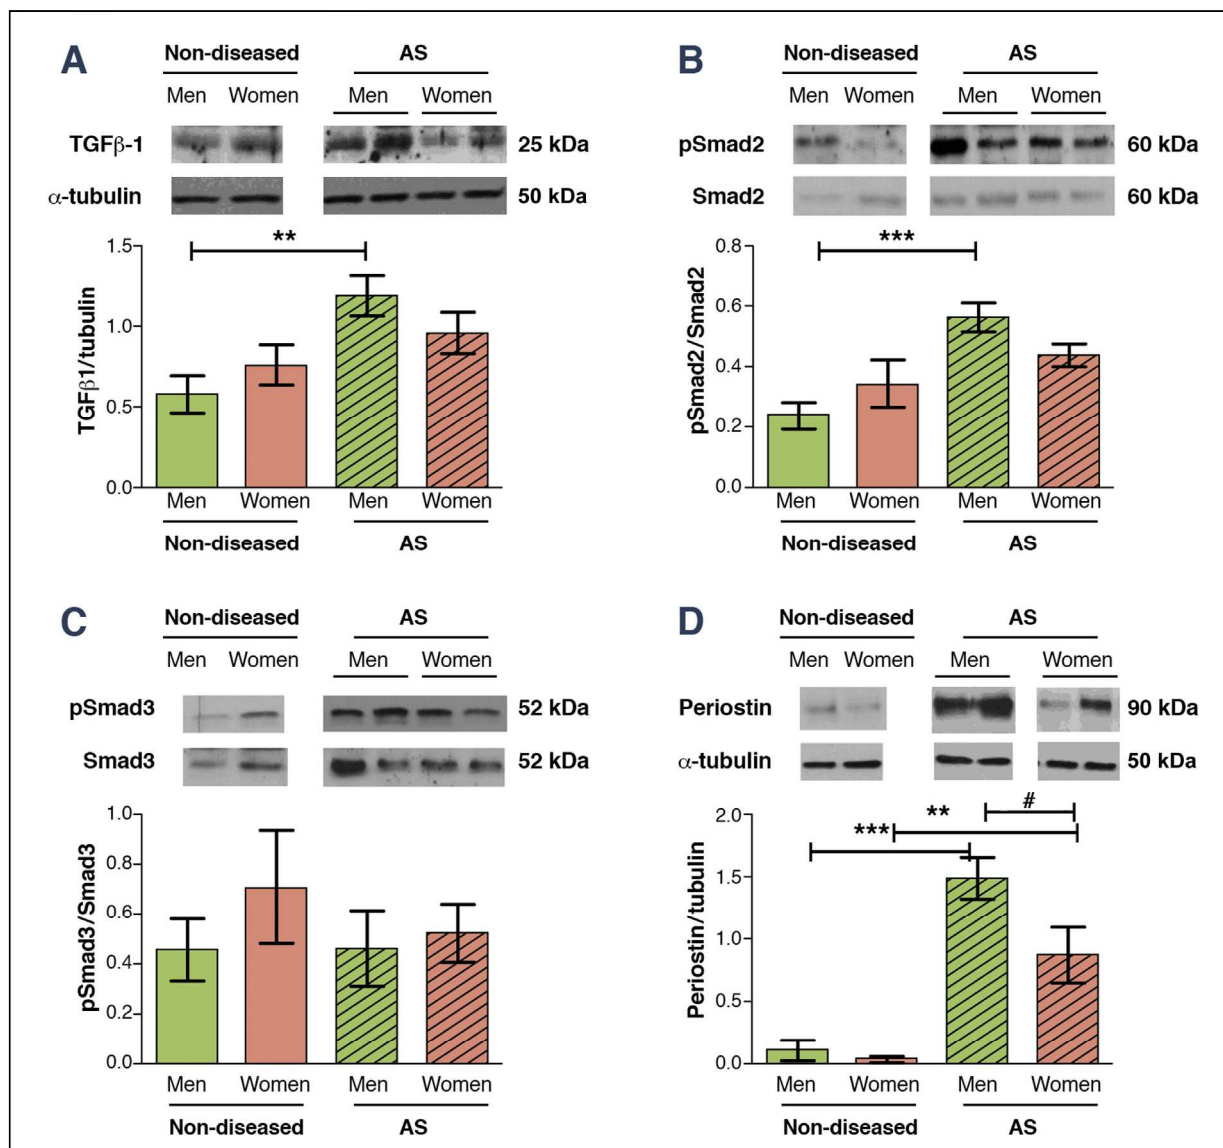 A
Non-diseased AS
Men Women Men Women
TGFβ-1 25 kDa
α-tubulin 50 kDa
**
TGFβ1/tubulin
1.5
1.0
0.5
0.0
Men Women Men Women
Non-diseased AS
B
Non-diseased AS
Men Women Men Women
pSmad2 60 kDa
Smad2 60 kDa
***
pSmad2/Smad2
0.8
0.6
0.4
0.2
0.0
Men Women Men Women
Non-diseased AS
C
Non-diseased AS
Men Women Men Women
pSmad3 52 kDa
Smad3 52 kDa
pSmad3/Smad3
1.0
0.8
0.6
0.4
0.2
0.0
Men Women Men Women
Non-diseased AS
D
Non-diseased AS
Men Women Men Women
Periostin 90 kDa
α-tubulin 50 kDa
#
**
***
Periostin/tubulin
2.0
1.5
1.0
0.5
0.0
Men Women Men Women
Non-diseased AS